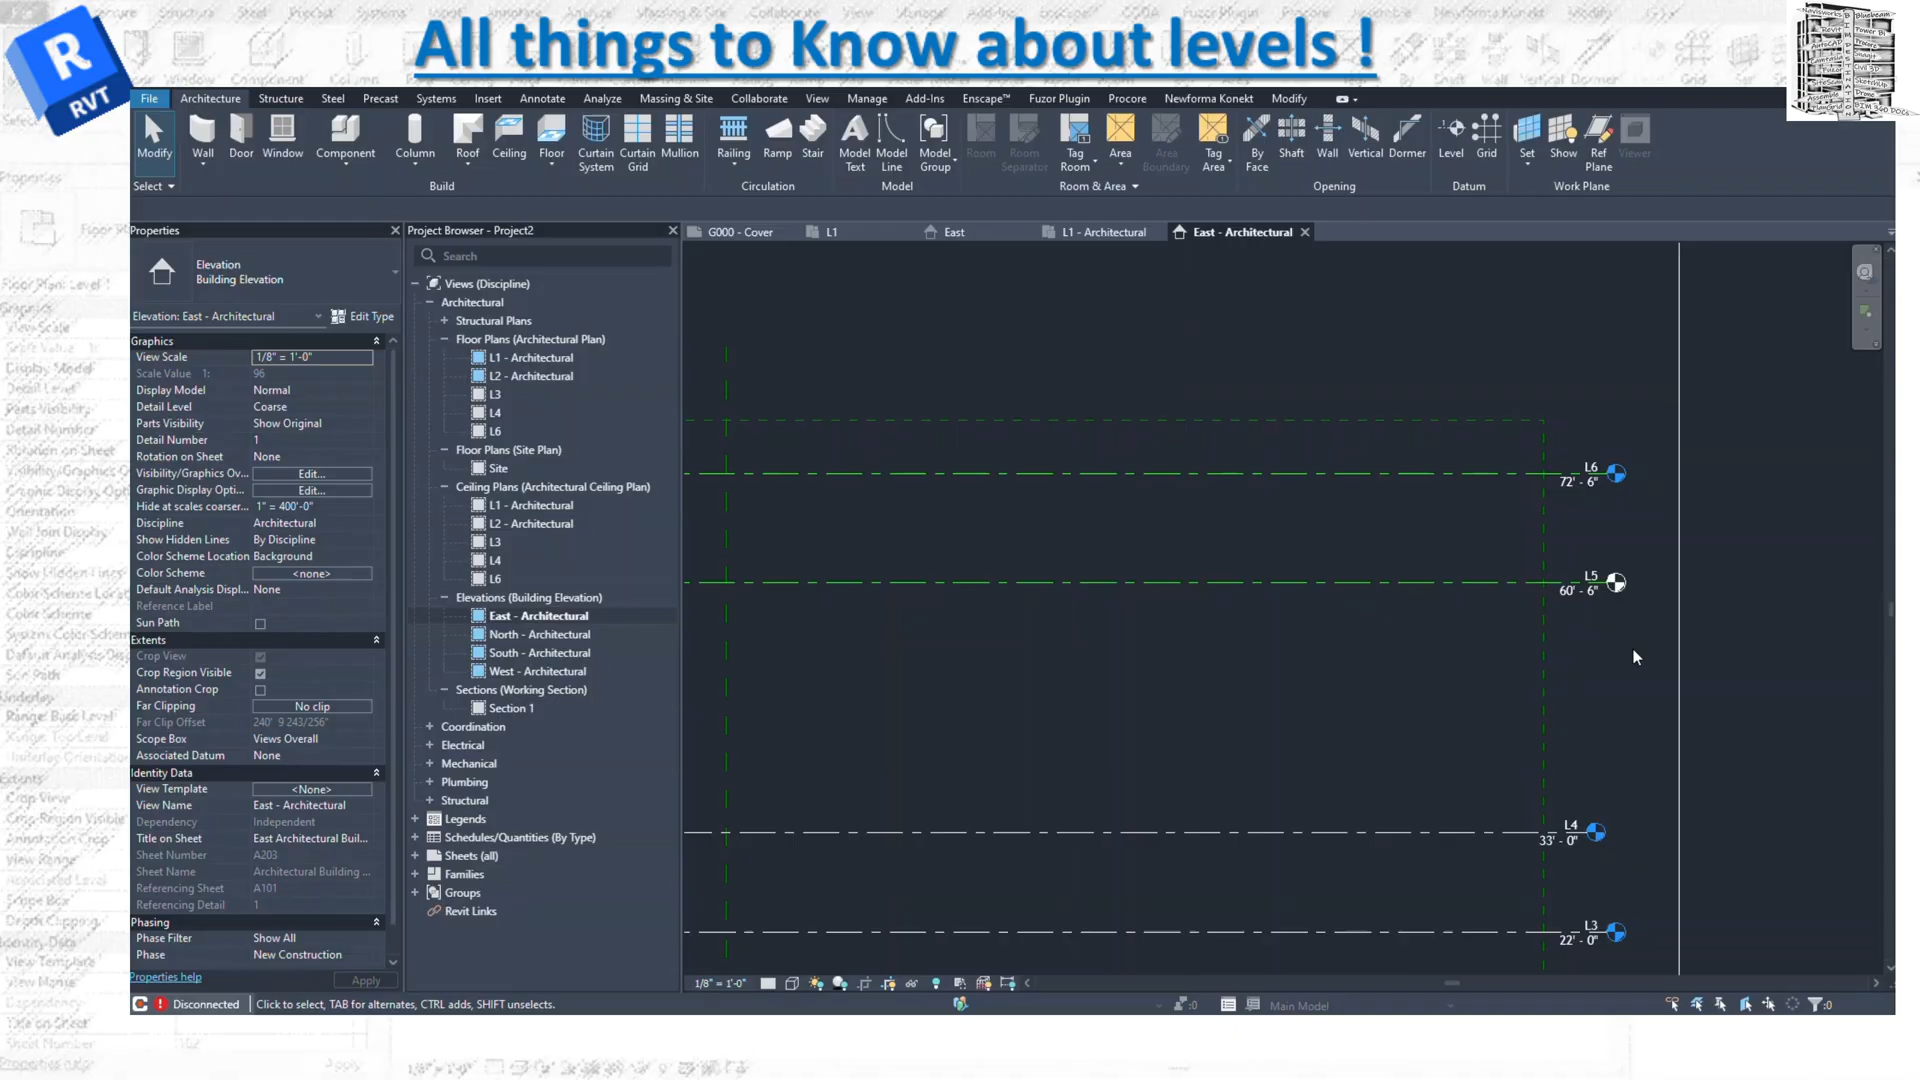 All things to Know about levels !
R
RVT
File Architecture Structure Steel Precast Systems Insert Annotate Analyze Massing & Site Collaborate View Manage Add-Ins Enscape™ Fuzor Plugin Procore Newforma Konekt Modify
Modify Wall Door Window Component Column Roof Ceiling Floor Curtain System Curtain Grid Mullion Railing Ramp Stair Model Text Model Line Model Group Room Room Separator Tag Room Area Area Boundary Tag Area By Face Shaft Wall Vertical Dormer Level Grid Set Show Ref Plane Viewer
Select Build Circulation Model Room & Area Opening Datum Work Plane
Properties
Elevation
Building Elevation
Elevation: East - Architectural Edit Type
Graphics
View Scale 1/8" = 1'-0"
Scale Value 1: 96
Display Model Normal
Detail Level Coarse
Parts Visibility Show Original
Detail Number 1
Rotation on Sheet None
Visibility/Graphics Ov... Edit...
Graphic Display Opti... Edit...
Hide at scales coarser... 1" = 400'-0"
Discipline Architectural
Show Hidden Lines By Discipline
Color Scheme Location Background
Color Scheme <none>
Default Analysis Displ... None
Reference Label
Sun Path
Extents
Crop View
Crop Region Visible
Annotation Crop
Far Clipping No clip
Far Clip Offset 240' 9 243/256"
Scope Box Views Overall
Associated Datum None
Identity Data
View Template <None>
View Name East - Architectural
Dependency Independent
Title on Sheet East Architectural Buil...
Sheet Number A203
Sheet Name Architectural Building ...
Referencing Sheet A101
Referencing Detail 1
Phasing
Phase Filter Show All
Phase New Construction
Properties help Apply
Project Browser - Project2
Search
Views (Discipline)
Architectural
Structural Plans
Floor Plans (Architectural Plan)
L1 - Architectural
L2 - Architectural
L3
L4
L6
Floor Plans (Site Plan)
Site
Ceiling Plans (Architectural Ceiling Plan)
L1 - Architectural
L2 - Architectural
L3
L4
L6
Elevations (Building Elevation)
East - Architectural
North - Architectural
South - Architectural
West - Architectural
Sections (Working Section)
Section 1
Coordination
Electrical
Mechanical
Plumbing
Structural
Legends
Schedules/Quantities (By Type)
Sheets (all)
Families
Groups
Revit Links
G000 - Cover L1 East L1 - Architectural East - Architectural
L6
72' - 6"
L5
60' - 6"
L4
33' - 0"
L3
22' - 0"
1/8" = 1'-0"
Disconnected Click to select, TAB for alternates, CTRL adds, SHIFT unselects. :0 Main Model :0